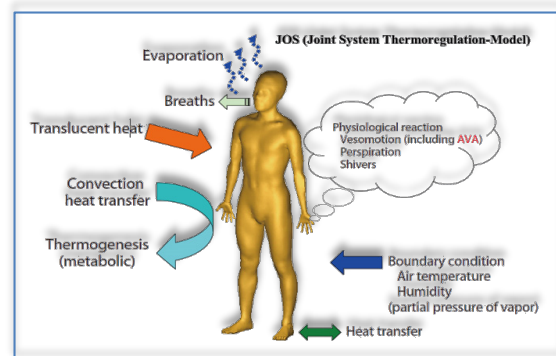 JOS (Joint System Thermoregulation-Model)
Evaporation
Breaths
Translucent heat
Convection
heat transfer
Thermogenesis
(metabolic)
Physiological reaction
Vesomotion (including AVA)
Perspiration
Shivers
Boundary condition
Air temperature
Humidity
(partial pressure of vapor)
Heat transfer